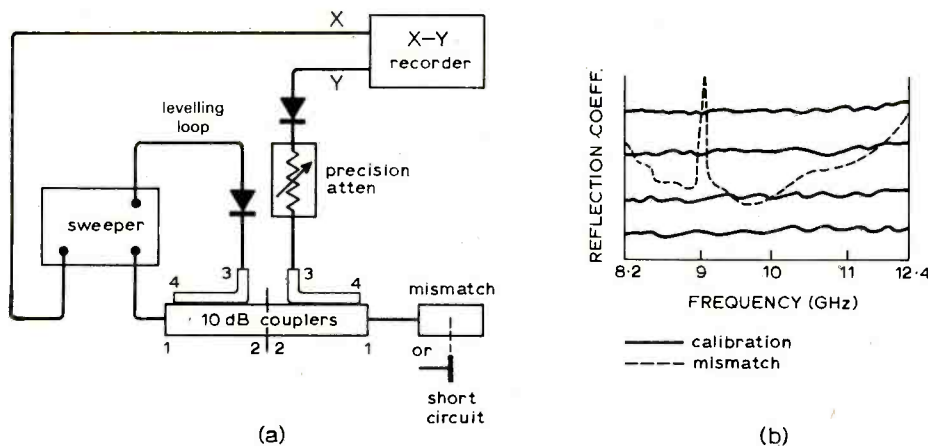 X
X-Y
recorder
Y
levelling
loop
precision
atten
sweeper
4
3
3
4
mismatch
10 dB couplers
1
2
2
1
or
short
circuit
(a)
REFLECTION COEFF.
8·2
9
10
11
12·4
FREQUENCY (GHz)
calibration
mismatch
(b)